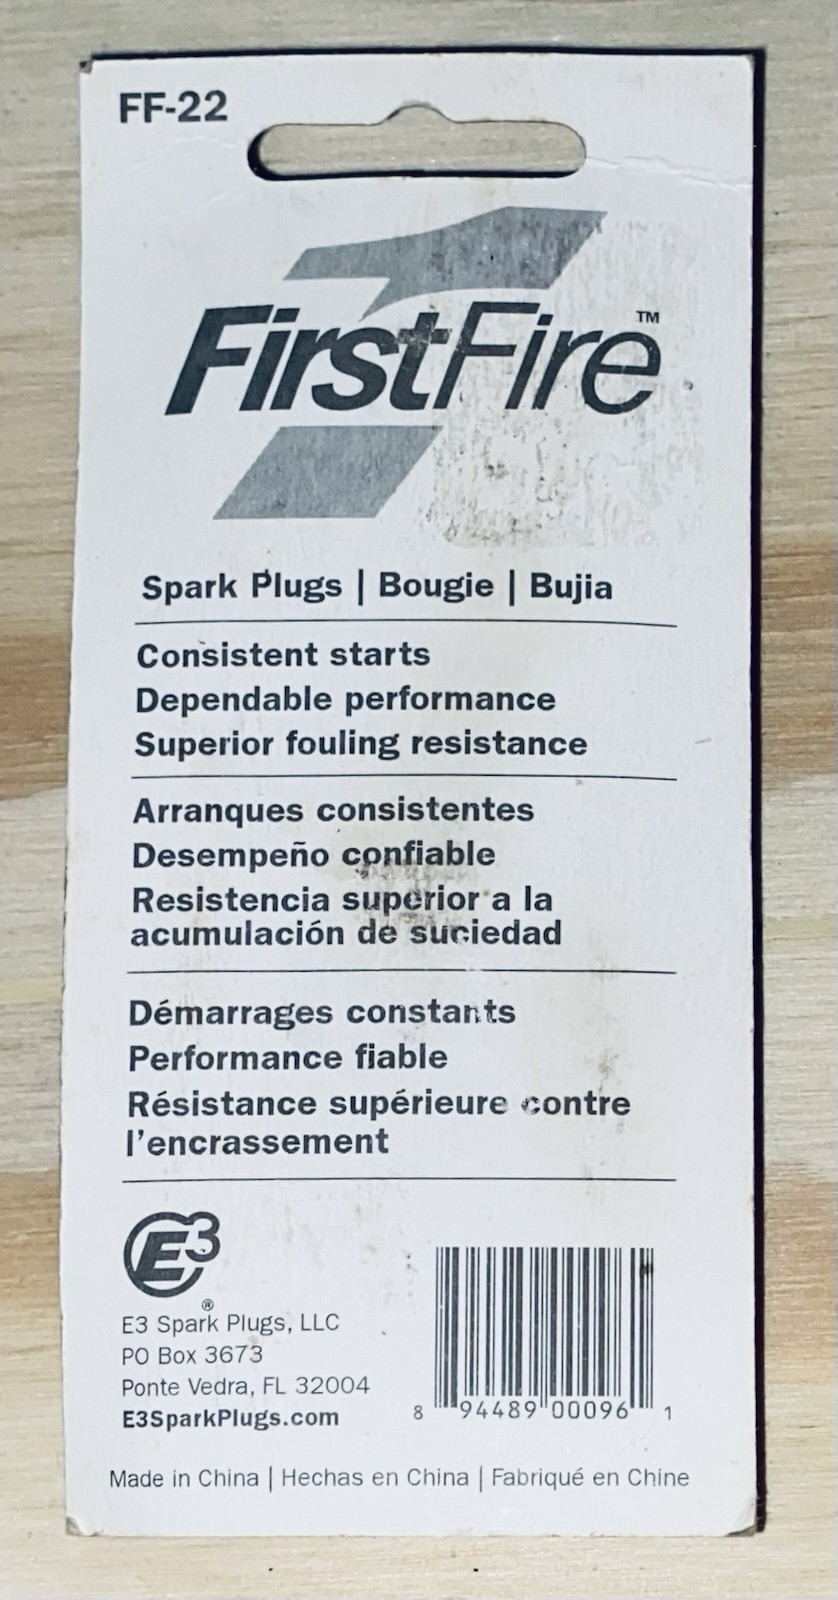 FF-22
FirstFire™
Spark Plugs | Bougie | Bujia
Consistent starts
Dependable performance
Superior fouling resistance
Arranques consistentes
Desempeño confiable
Resistencia superior a la
acumulación de suciedad
Démarrages constants
Performance fiable
Résistance supérieure contre
l'encrassement
E3
®
E3 Spark Plugs, LLC
PO Box 3673
Ponte Vedra, FL 32004
E3SparkPlugs.com
8 94489 00096 1
Made in China | Hechas en China | Fabriqué en Chine